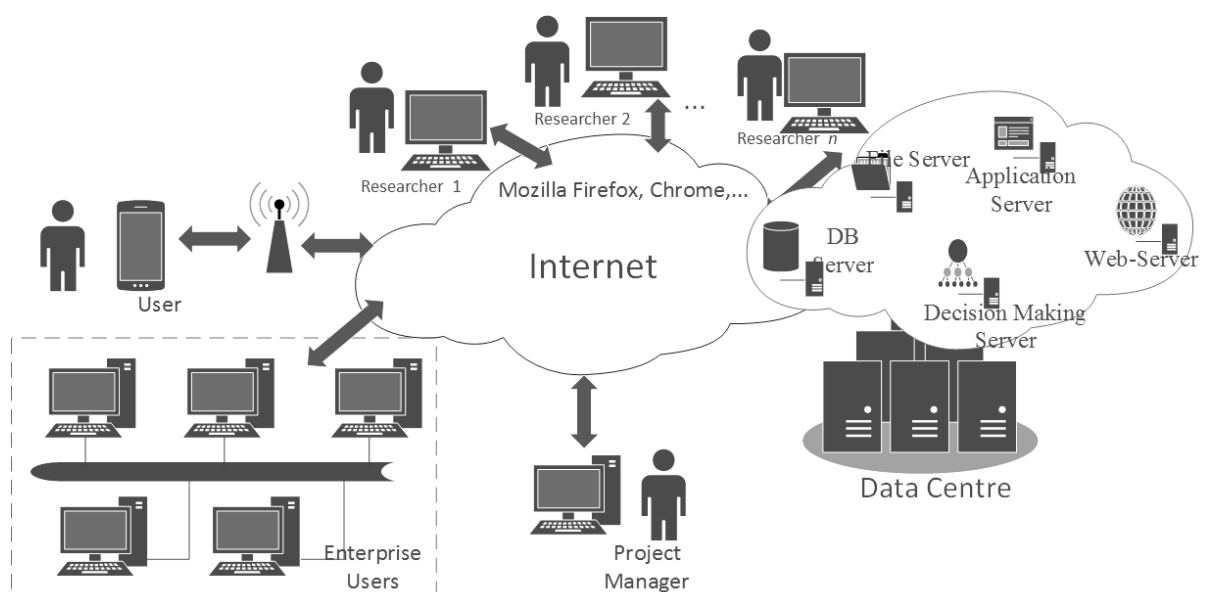 Researcher 1
Researcher 2
...
Researcher n
Mozilla Firefox, Chrome,...
Internet
File Server
Application
Server
DB
Server
Web-Server
Decision Making
Server
User
Data Centre
Enterprise
Users
Project
Manager